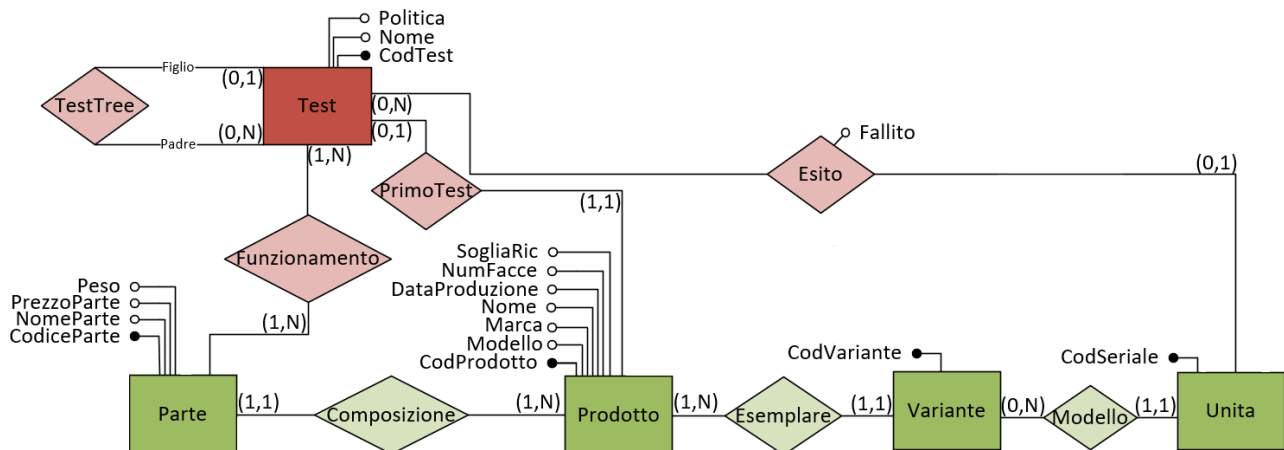 Politica
Nome
CodTest
Figlio
(0,1)
TestTree
Test
(0,N)
(0,1)
Fallito
(0,N)
Padre
(1,N)
Esito
(0,1)
PrimoTest
(1,1)
Funzionamento
SogliaRic
NumFacce
DataProduzione
Nome
Marca
Modello
CodProdotto
Peso
PrezzoParte
NomeParte
CodiceParte
(1,N)
CodVariante
CodSeriale
Parte
(1,1)
Composizione
(1,N)
Prodotto
(1,N)
Esemplare
(1,1)
Variante
(0,N)
Modello
(1,1)
Unita